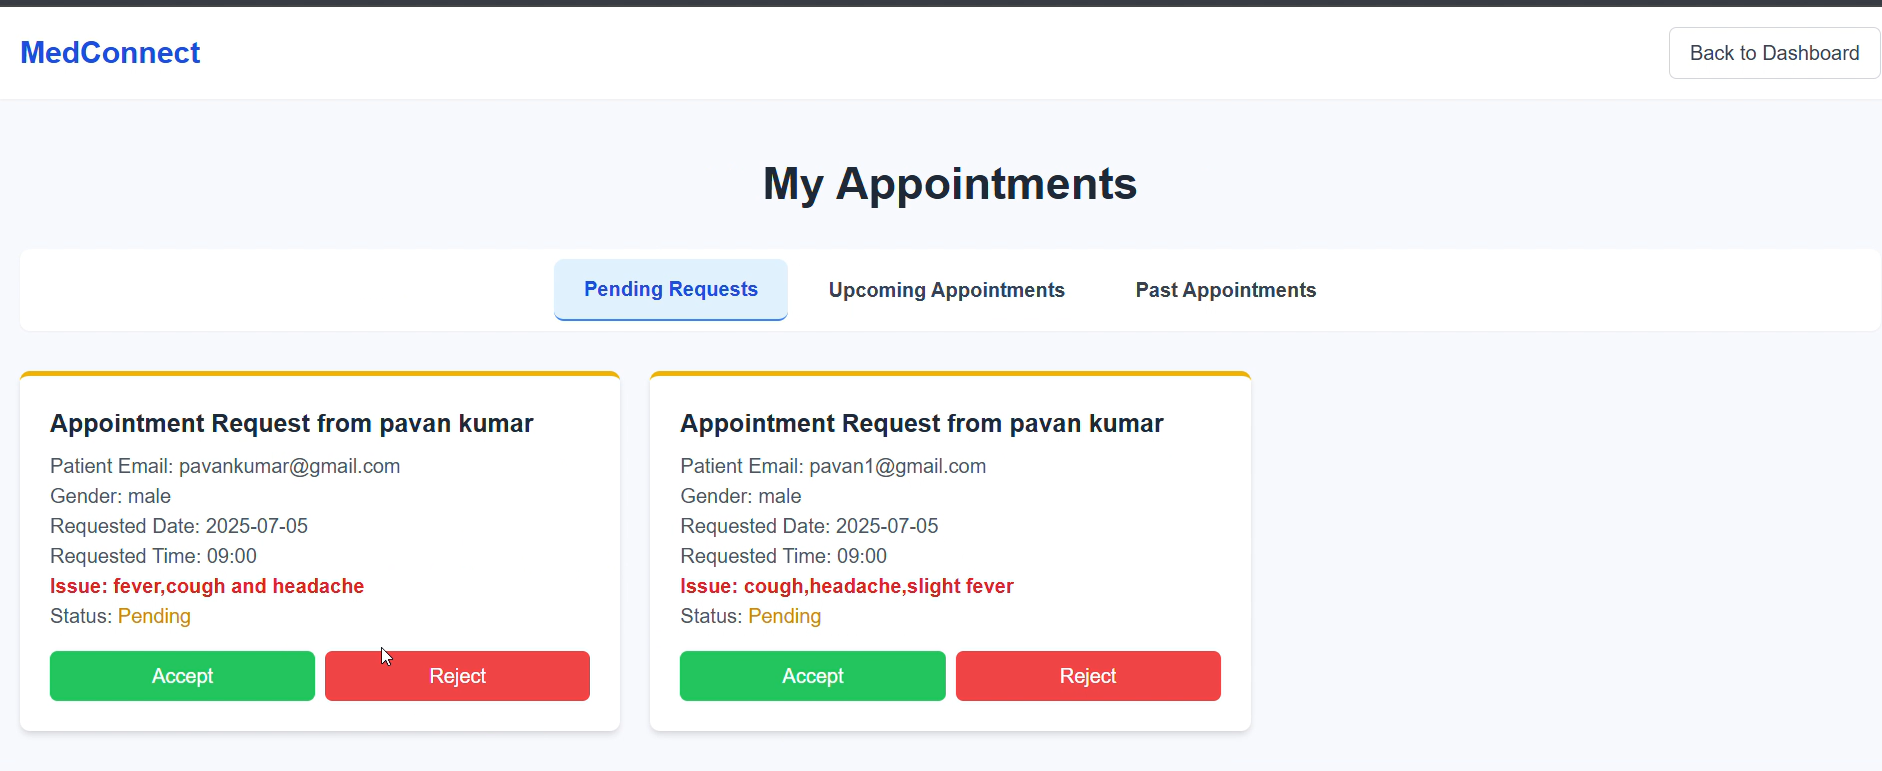 MedConnect
Back to Dashboard
My Appointments
Pending Requests
Upcoming Appointments
Past Appointments
Appointment Request from pavan kumar
Patient Email: pavankumar@gmail.com
Gender: male
Requested Date: 2025-07-05
Requested Time: 09:00
Issue: fever,cough and headache
Status: Pending
Accept
Reject
Appointment Request from pavan kumar
Patient Email: pavan1@gmail.com
Gender: male
Requested Date: 2025-07-05
Requested Time: 09:00
Issue: cough,headache,slight fever
Status: Pending
Accept
Reject